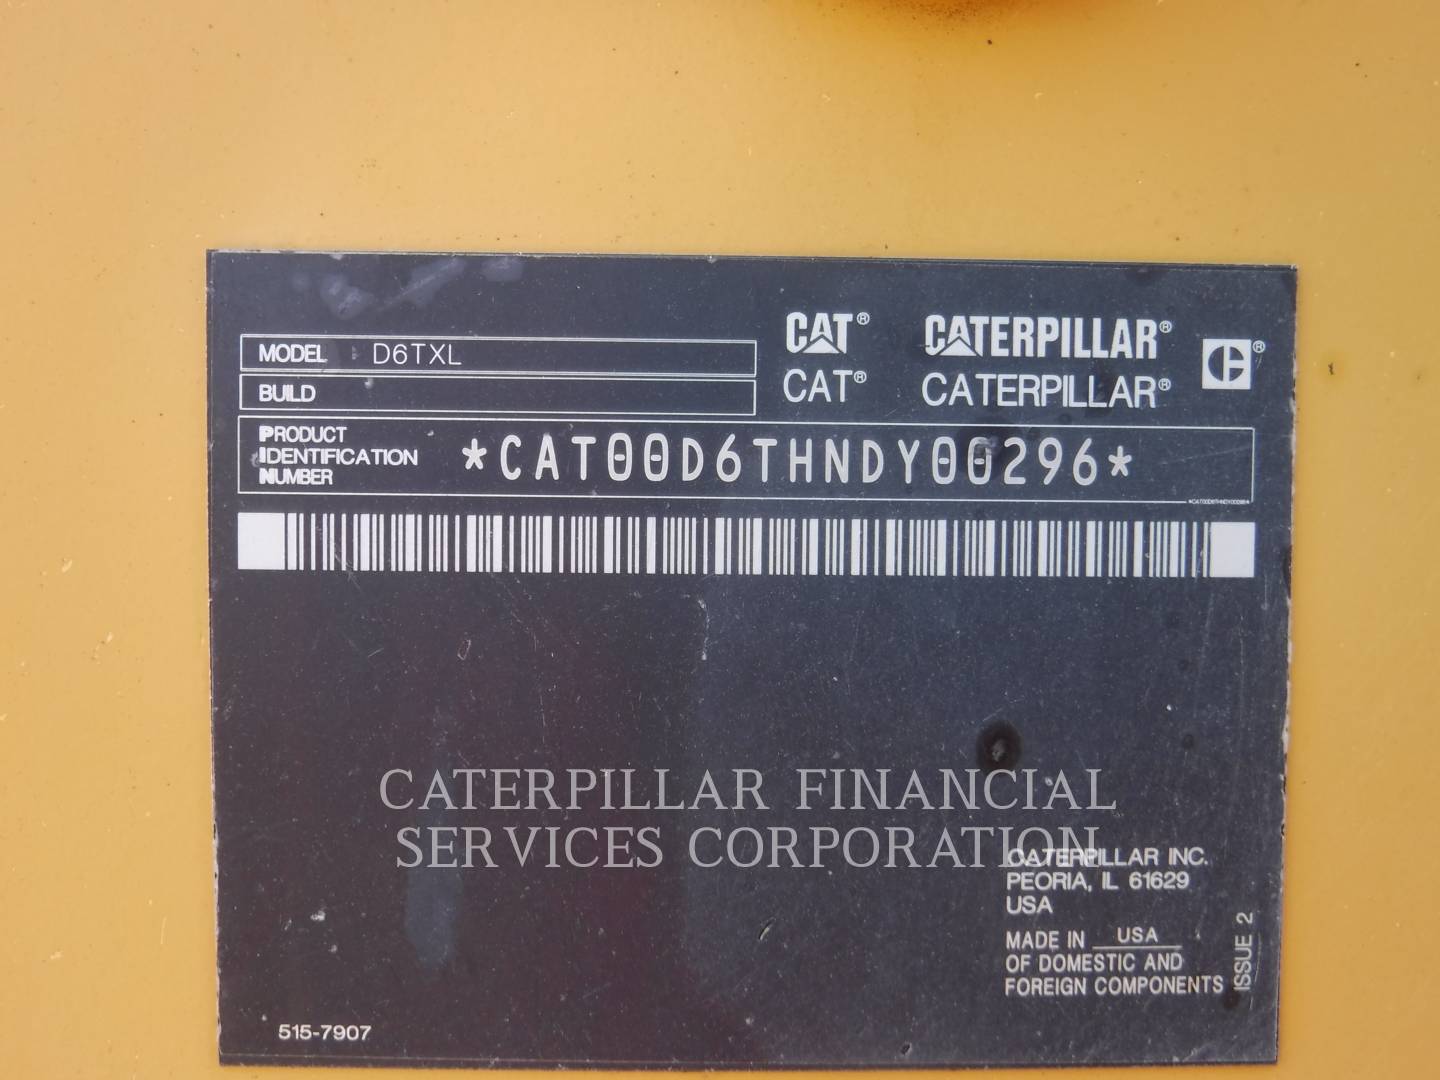 CAT® CATERPILLAR®
CAT® CATERPILLAR®
MODEL D6TXL
BUILD
PRODUCT
IDENTIFICATION
NUMBER
*CAT00D6THNDY00296*
*CAT00D6THNDY00296*
CATERPILLAR FINANCIAL
SERVICES CORPORATION
CATERPILLAR INC.
PEORIA, IL 61629
USA
MADE IN USA
OF DOMESTIC AND
FOREIGN COMPONENTS
ISSUE 2
515-7907